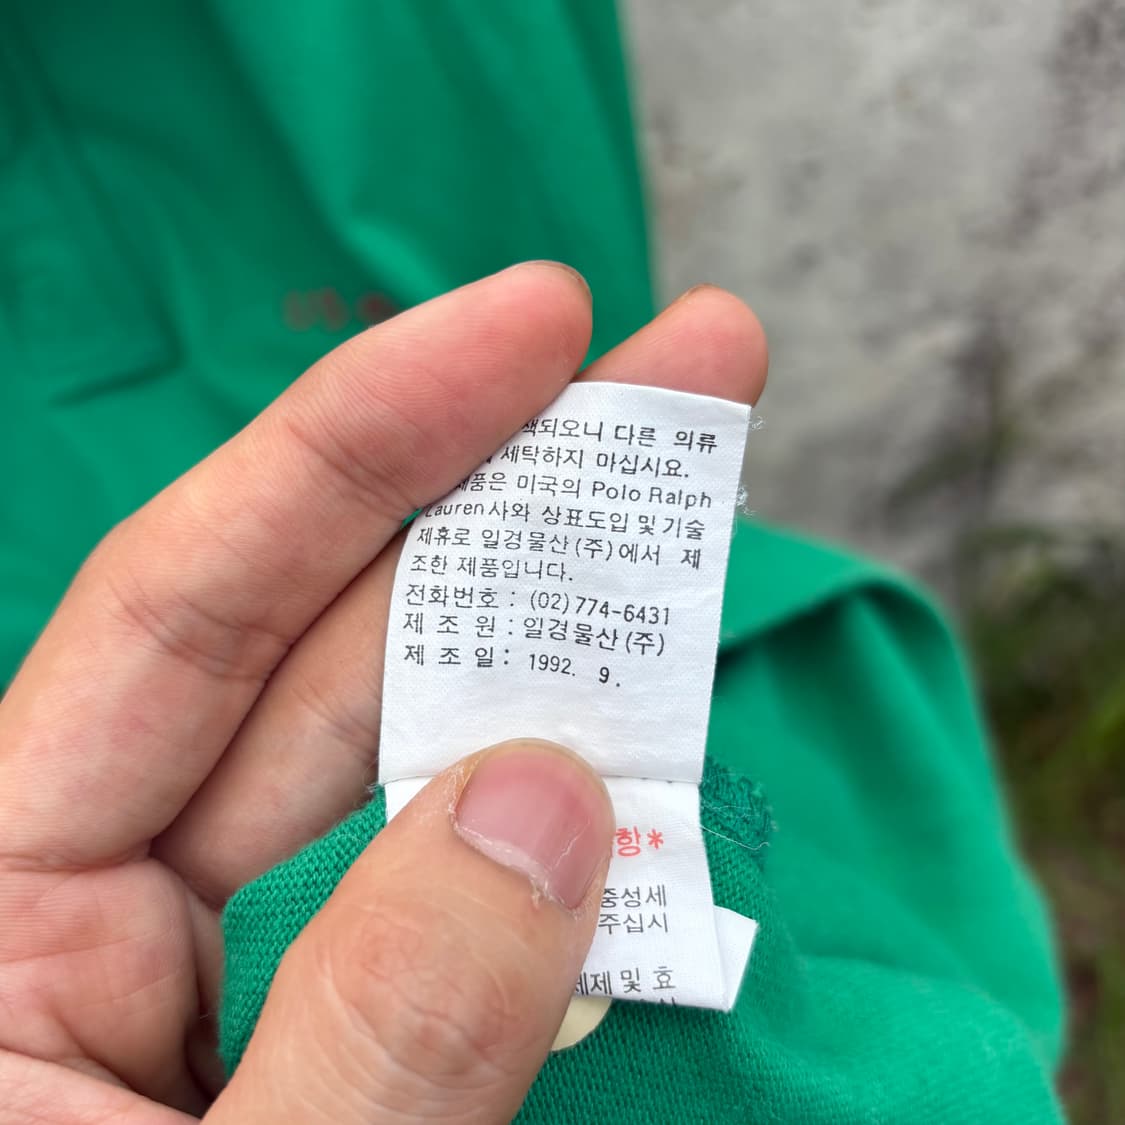 색되오니 다른 의류
세탁하지 마십시요.
제품은 미국의 Polo Ralph
Lauren사와 상표도입 및 기술
제휴로 일경물산(주)에서 제
조한 제품입니다.
전화번호 : (02)774-6431
제 조 원 : 일경물산(주)
제 조 일 : 1992. 9.
항*
중성세
주십시
세제 및 효